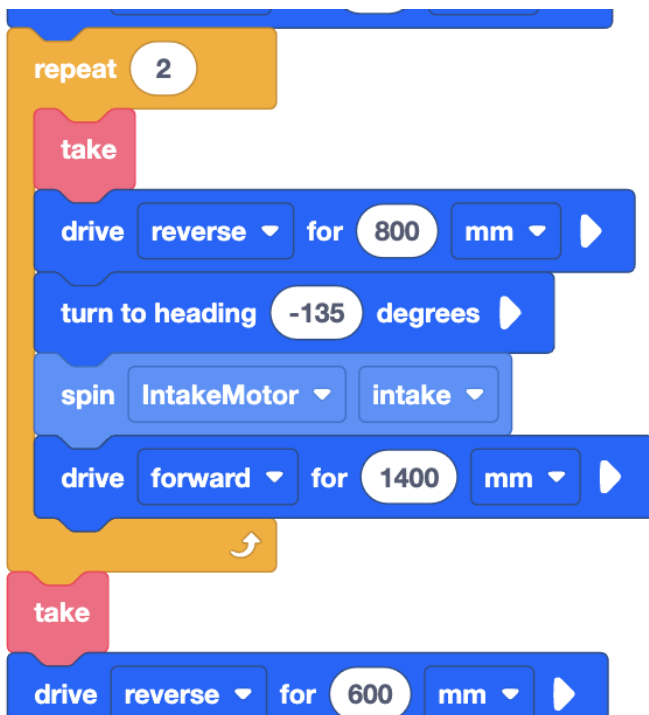 repeat 2
take
drive reverse for 800 mm
turn to heading -135 degrees
spin IntakeMotor intake
drive forward for 1400 mm
take
drive reverse for 600 mm